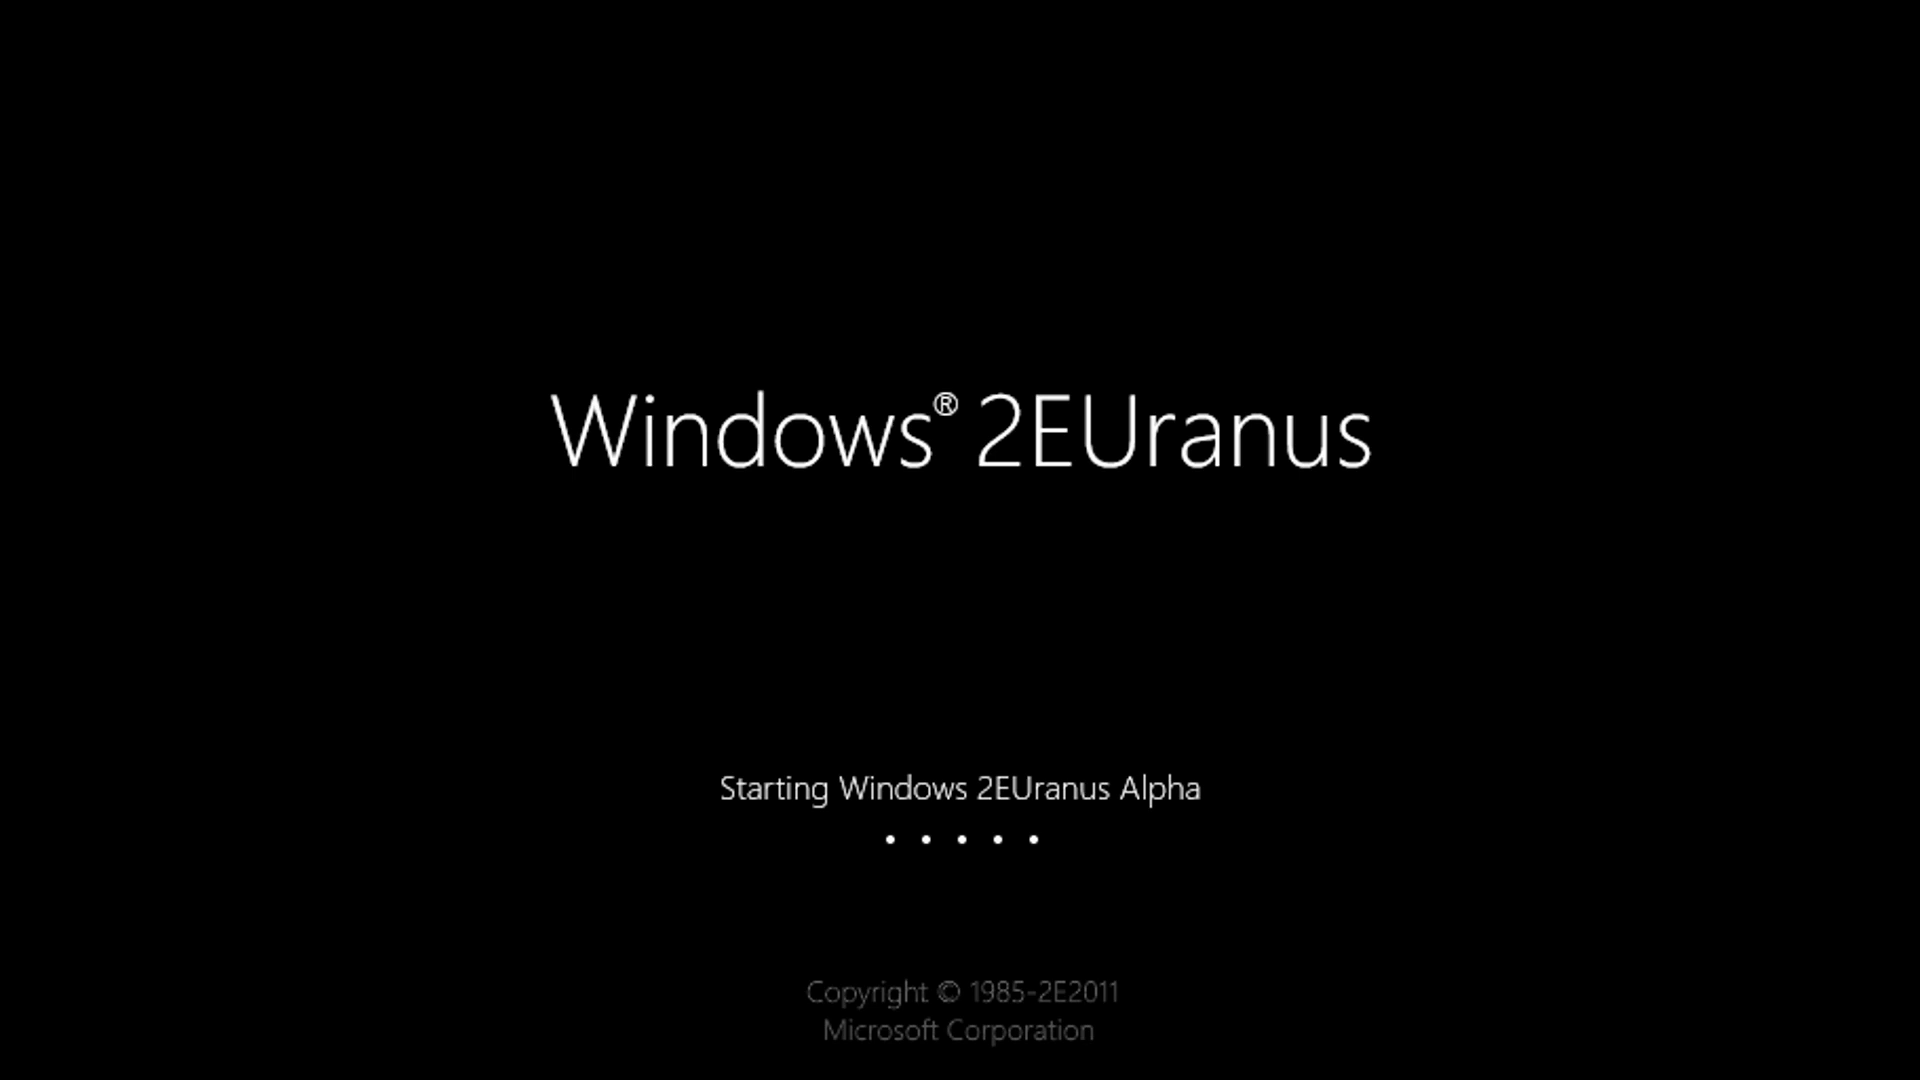 Windows® 2EUranus
Starting Windows 2EUranus Alpha
Copyright © 1985-2E2011
Microsoft Corporation